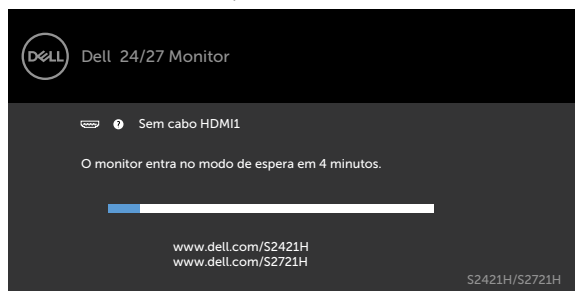 DELL
Dell 24/27 Monitor
? Sem cabo HDMI1
O monitor entra no modo de espera em 4 minutos.
www.dell.com/S2421H
www.dell.com/S2721H
S2421H/S2721H